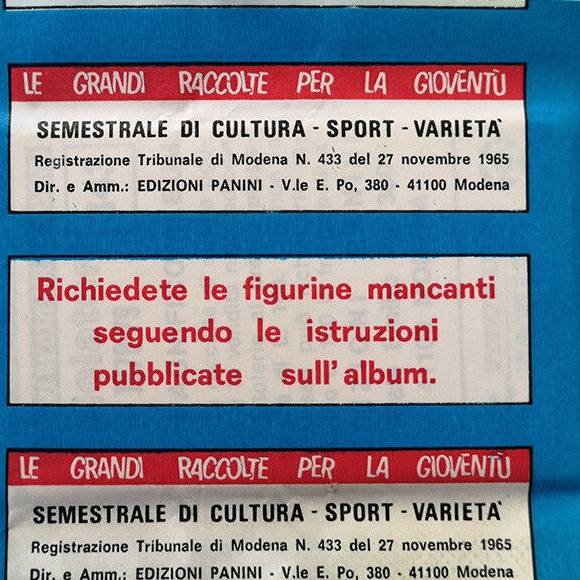 LE GRANDI RACCOLTE PER LA GIOVENTÙ
SEMESTRALE DI CULTURA - SPORT - VARIETA'
Registrazione Tribunale di Modena N. 433 del 27 novembre 1965
Dir. e Amm.: EDIZIONI PANINI - V.le E. Po, 380 - 41100 Modena
Richiedete le figurine mancanti
seguendo le istruzioni
pubblicate sull'album.
LE GRANDI RACCOLTE PER LA GIOVENTÙ
SEMESTRALE DI CULTURA - SPORT - VARIETA'
Registrazione Tribunale di Modena N. 433 del 27 novembre 1965
Dir. e Amm.: EDIZIONI PANINI - V.le E. Po, 380 - 41100 Modena